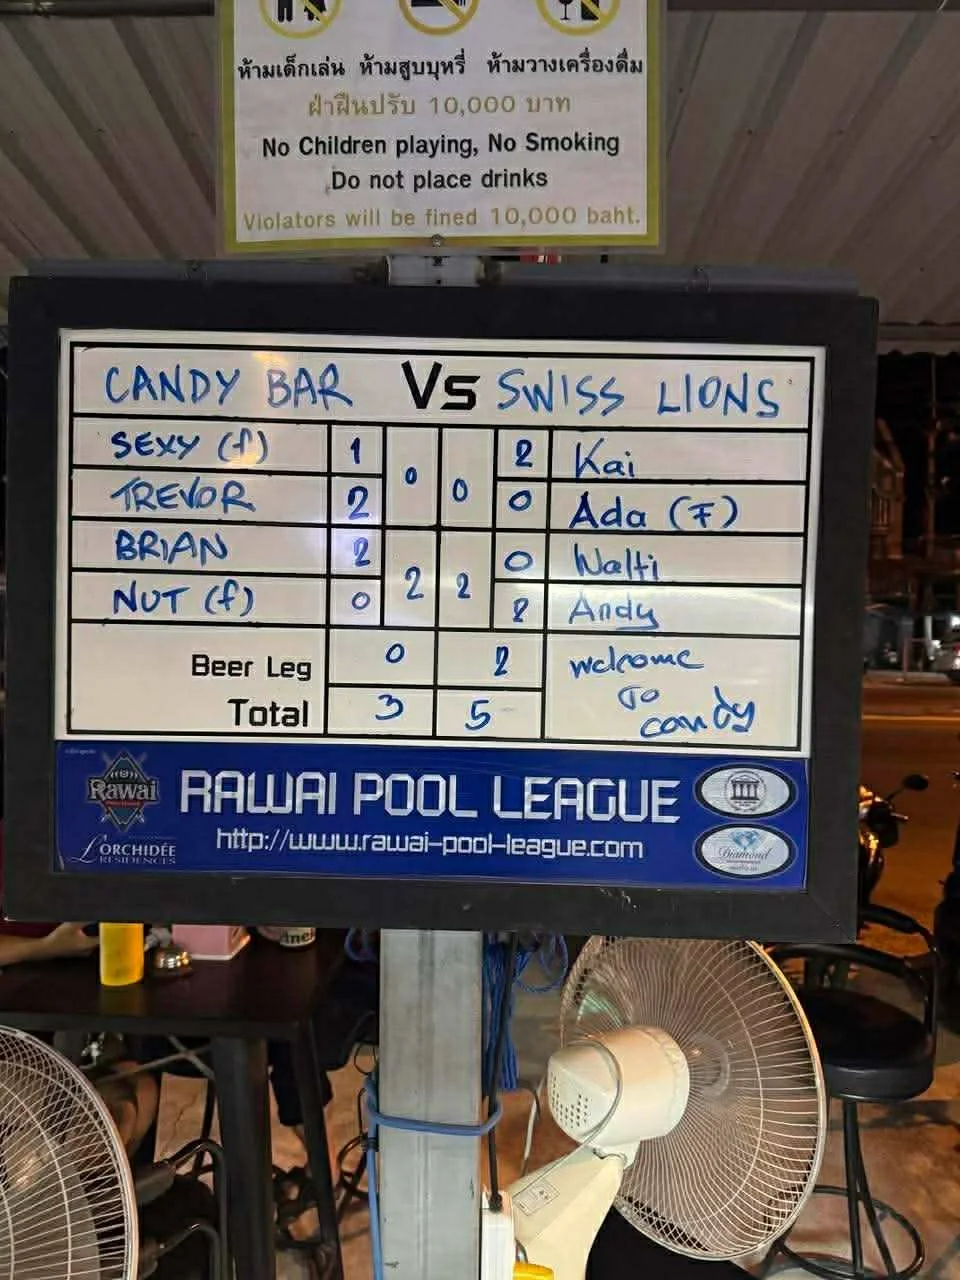 ห้ามเด็กเล่น ห้ามสูบบุหรี่ ห้ามวางเครื่องดื่ม
ฝ่าฝืนปรับ 10,000 บาท
No Children playing, No Smoking
Do not place drinks
Violators will be fined 10,000 baht.
CANDY BAR Vs SWISS LIONS
SEXY (f) 1 0 0 2 Kai
TREVOR 2 0 Ada (F)
BRIAN 2 2 2 0 Walti
NUT (f) 0 2 Andy
Beer Leg 0 2 welcome
To
Total 3 5 candy
Rawai
RAWAI POOL LEAGUE
L'ORCHIDÉE
RESIDENCES
http://www.rawai-pool-league.com
Diamond